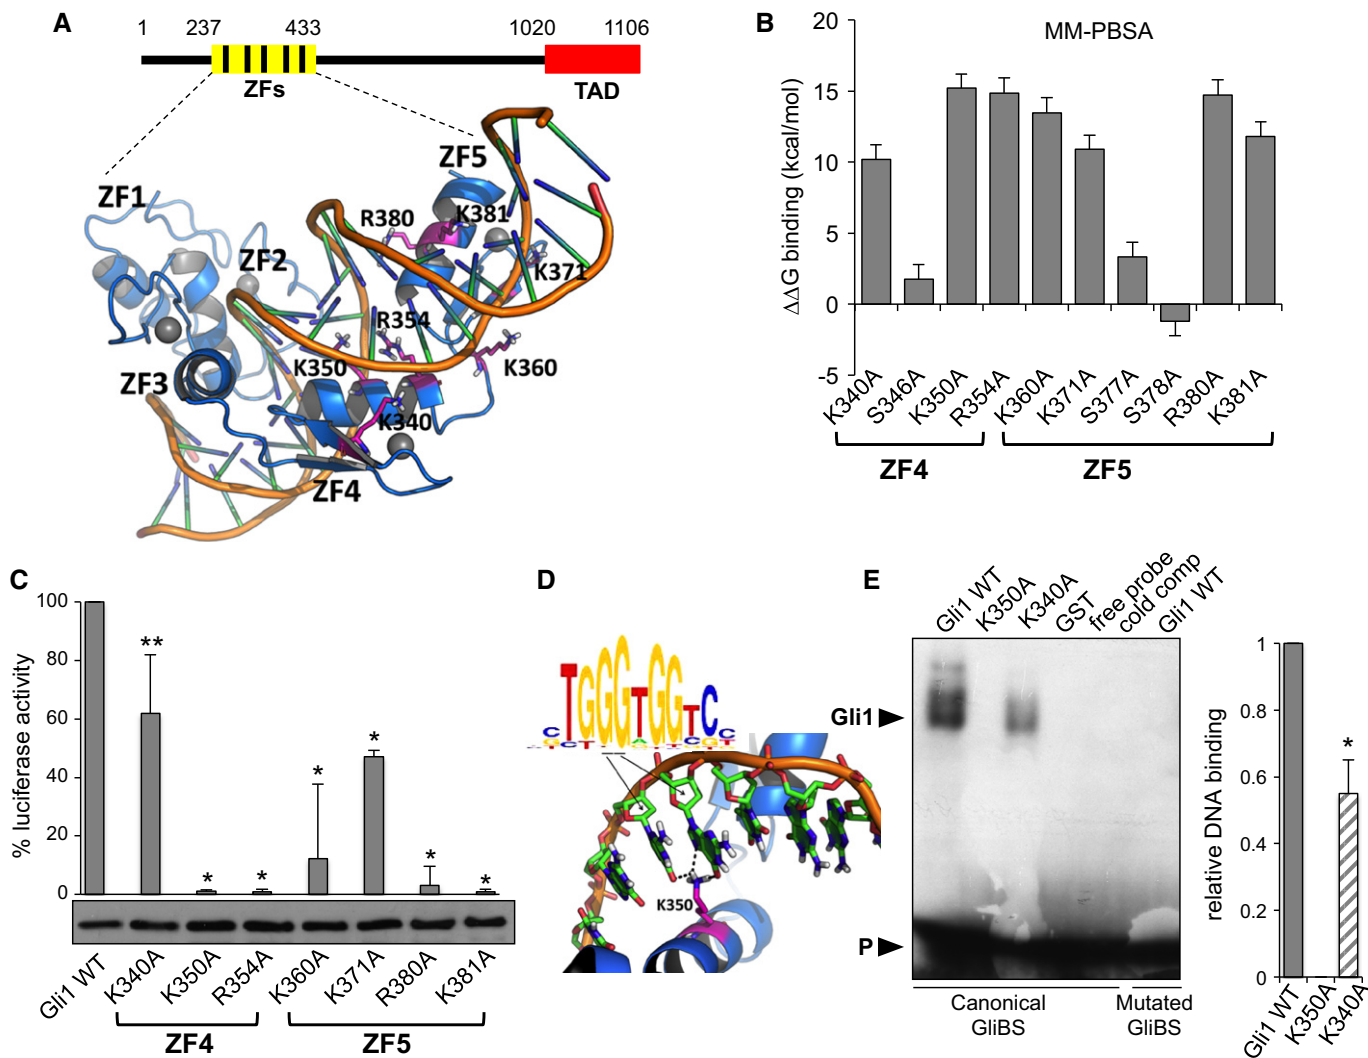 A
1 237 433 1020 1106
ZFs
TAD
ZF1
ZF2
ZF3
ZF4
ZF5
R380
K381
K371
R354
K350
K360
K340
B
MM-PBSA
ΔΔG binding (kcal/mol)
20
15
10
5
0
-5
K340A
S346A
K350A
R354A
K360A
K371A
S377A
S378A
R380A
K381A
ZF4
ZF5
C
% luciferase activity
100
80
60
40
20
0
**
*
*
*
*
*
*
Gli1 WT
K340A
K350A
R354A
K360A
K371A
R380A
K381A
ZF4
ZF5
D
TGGGTGGTC
K350
E
Gli1 WT
K350A
K340A
GST
free probe
cold comp
Gli1 WT
Gli1
P
Canonical
GliBS
Mutated
GliBS
relative DNA binding
1
0.8
0.6
0.4
0.2
0
*
Gli1 WT
K350A
K340A